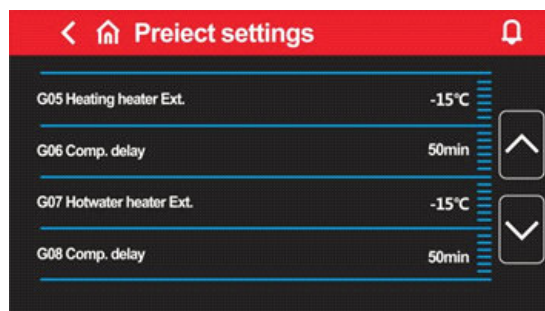 Preiect settings
G05 Heating heater Ext. -15℃
G06 Comp. delay 50min
G07 Hotwater heater Ext. -15℃
G08 Comp. delay 50min